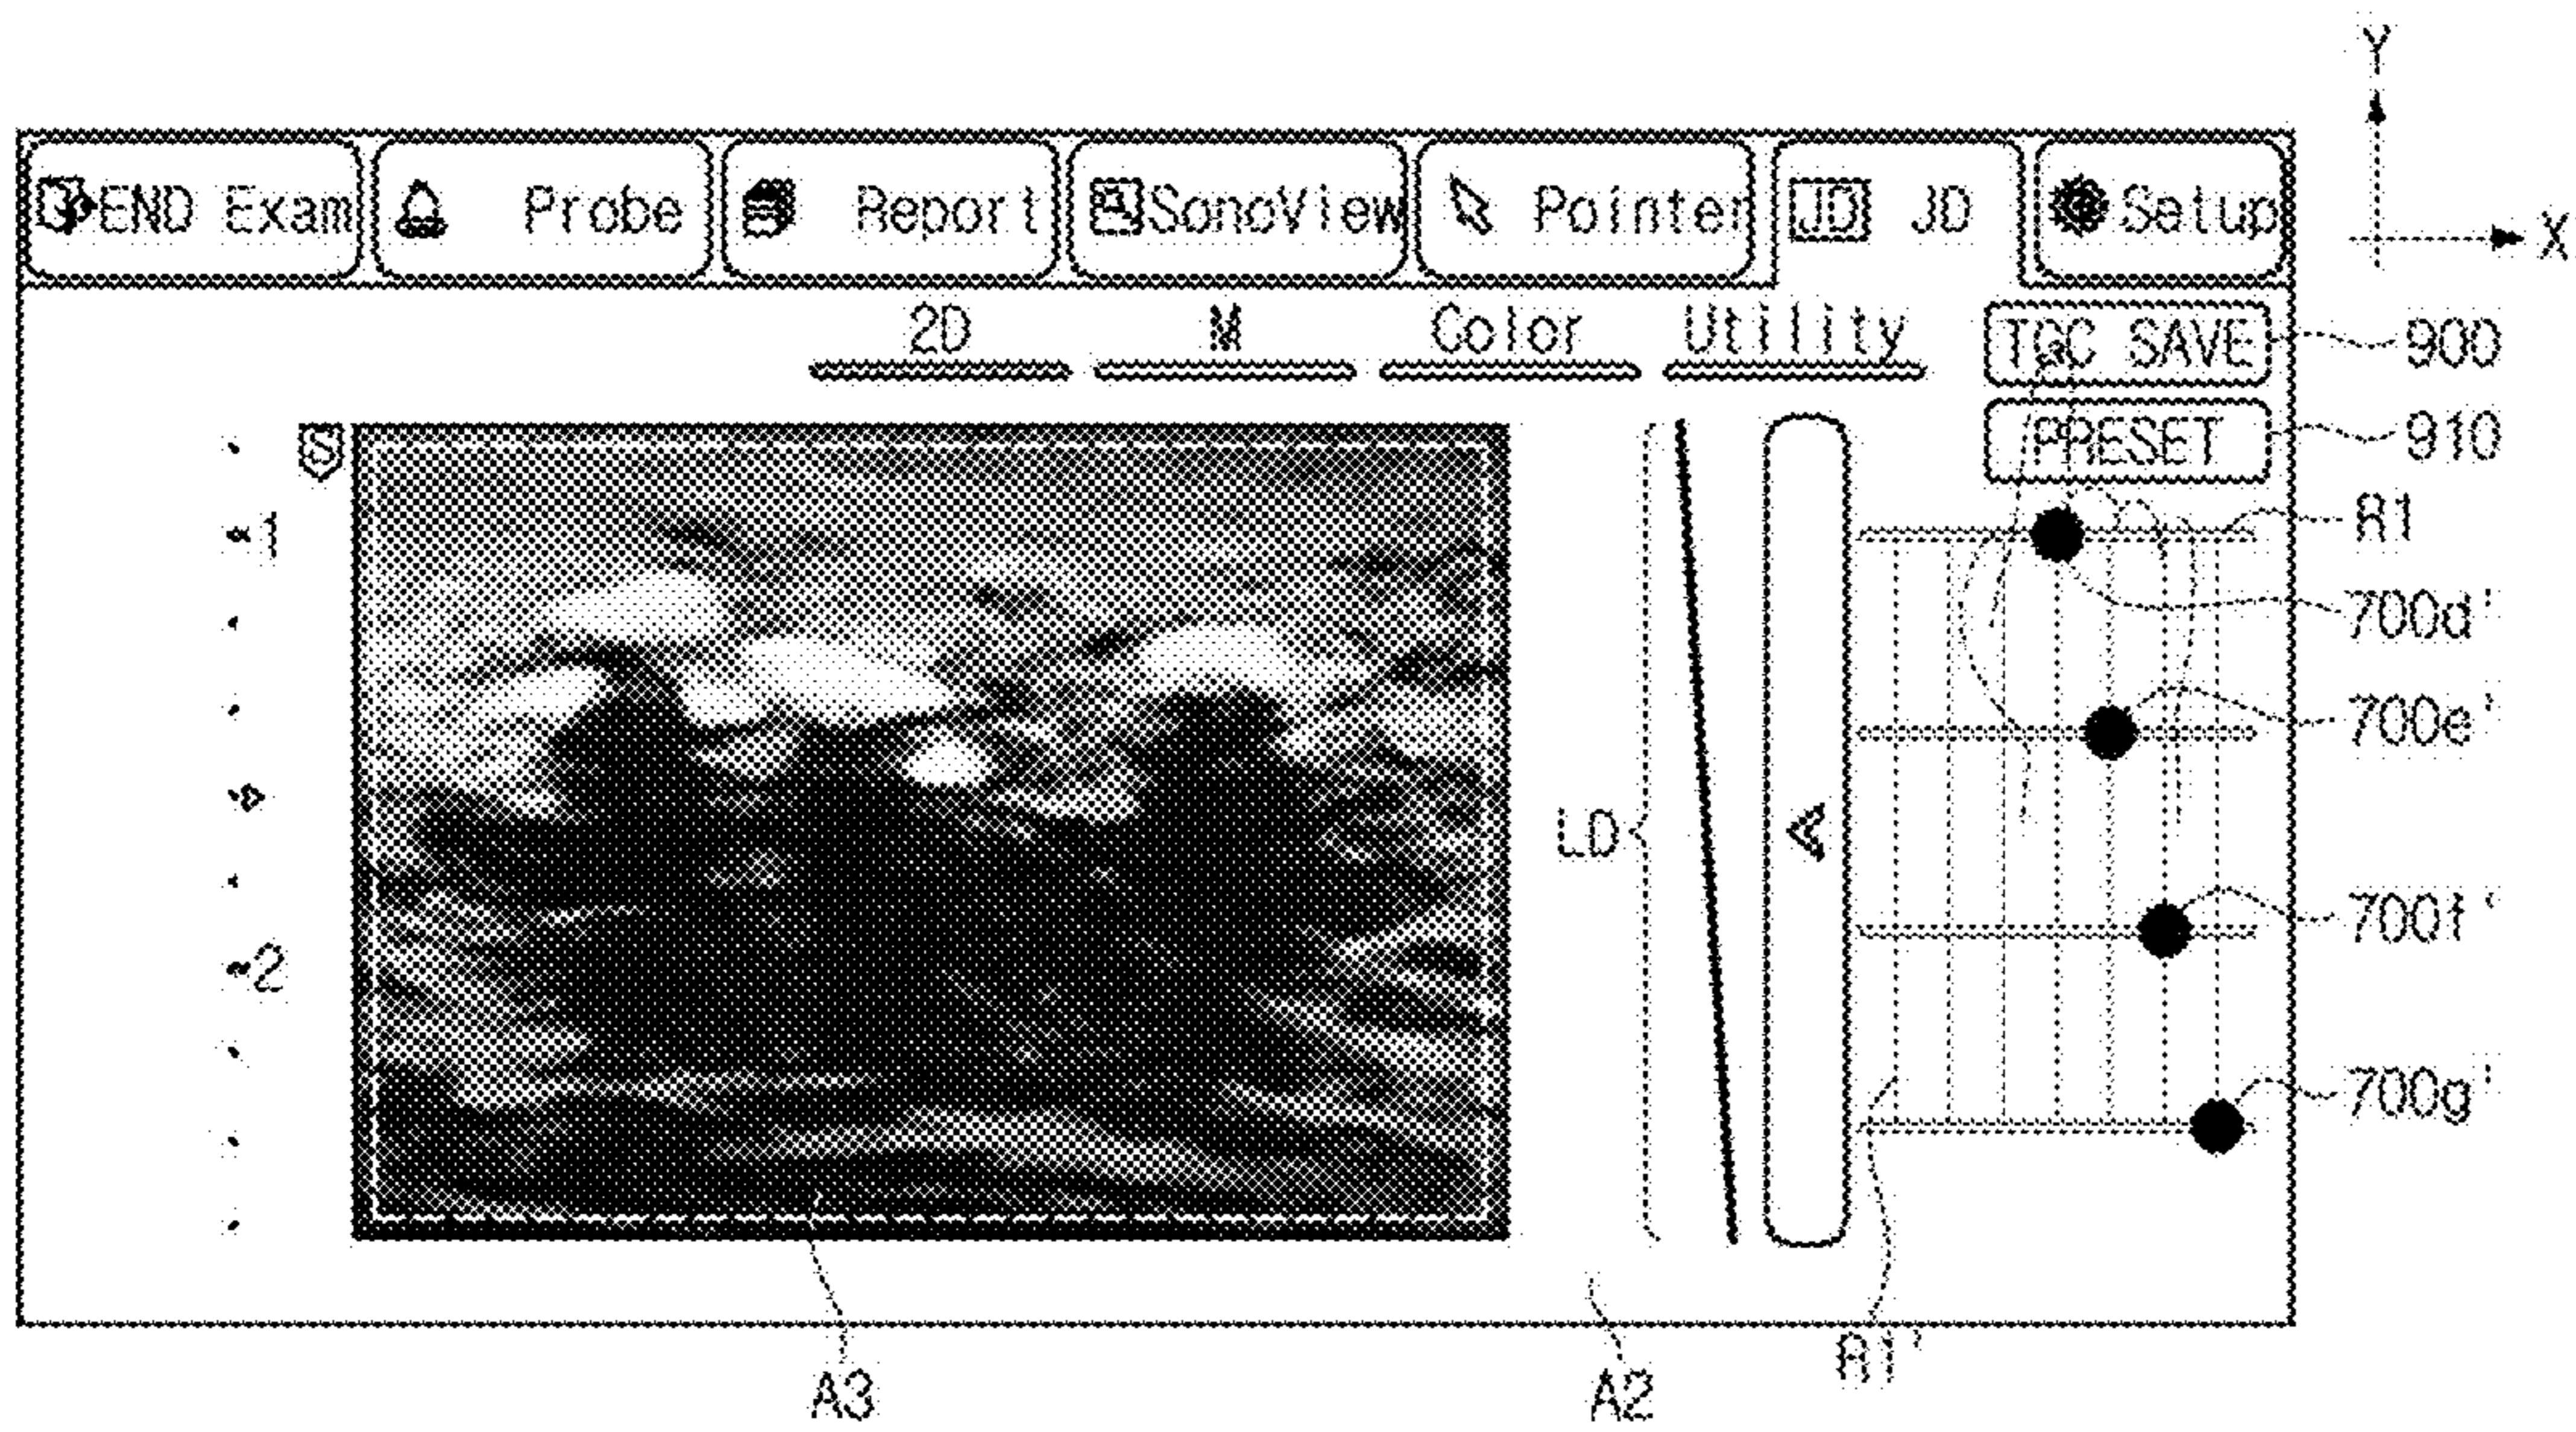 Y
END Exam Probe Report SonoView Pointer JD JD Setup
X
2D M Color Utility TGC SAVE 900
PRESET 910
S
1 R1
700d'
700e'
LD
700f'
2
700g'
R1'
A3 A2